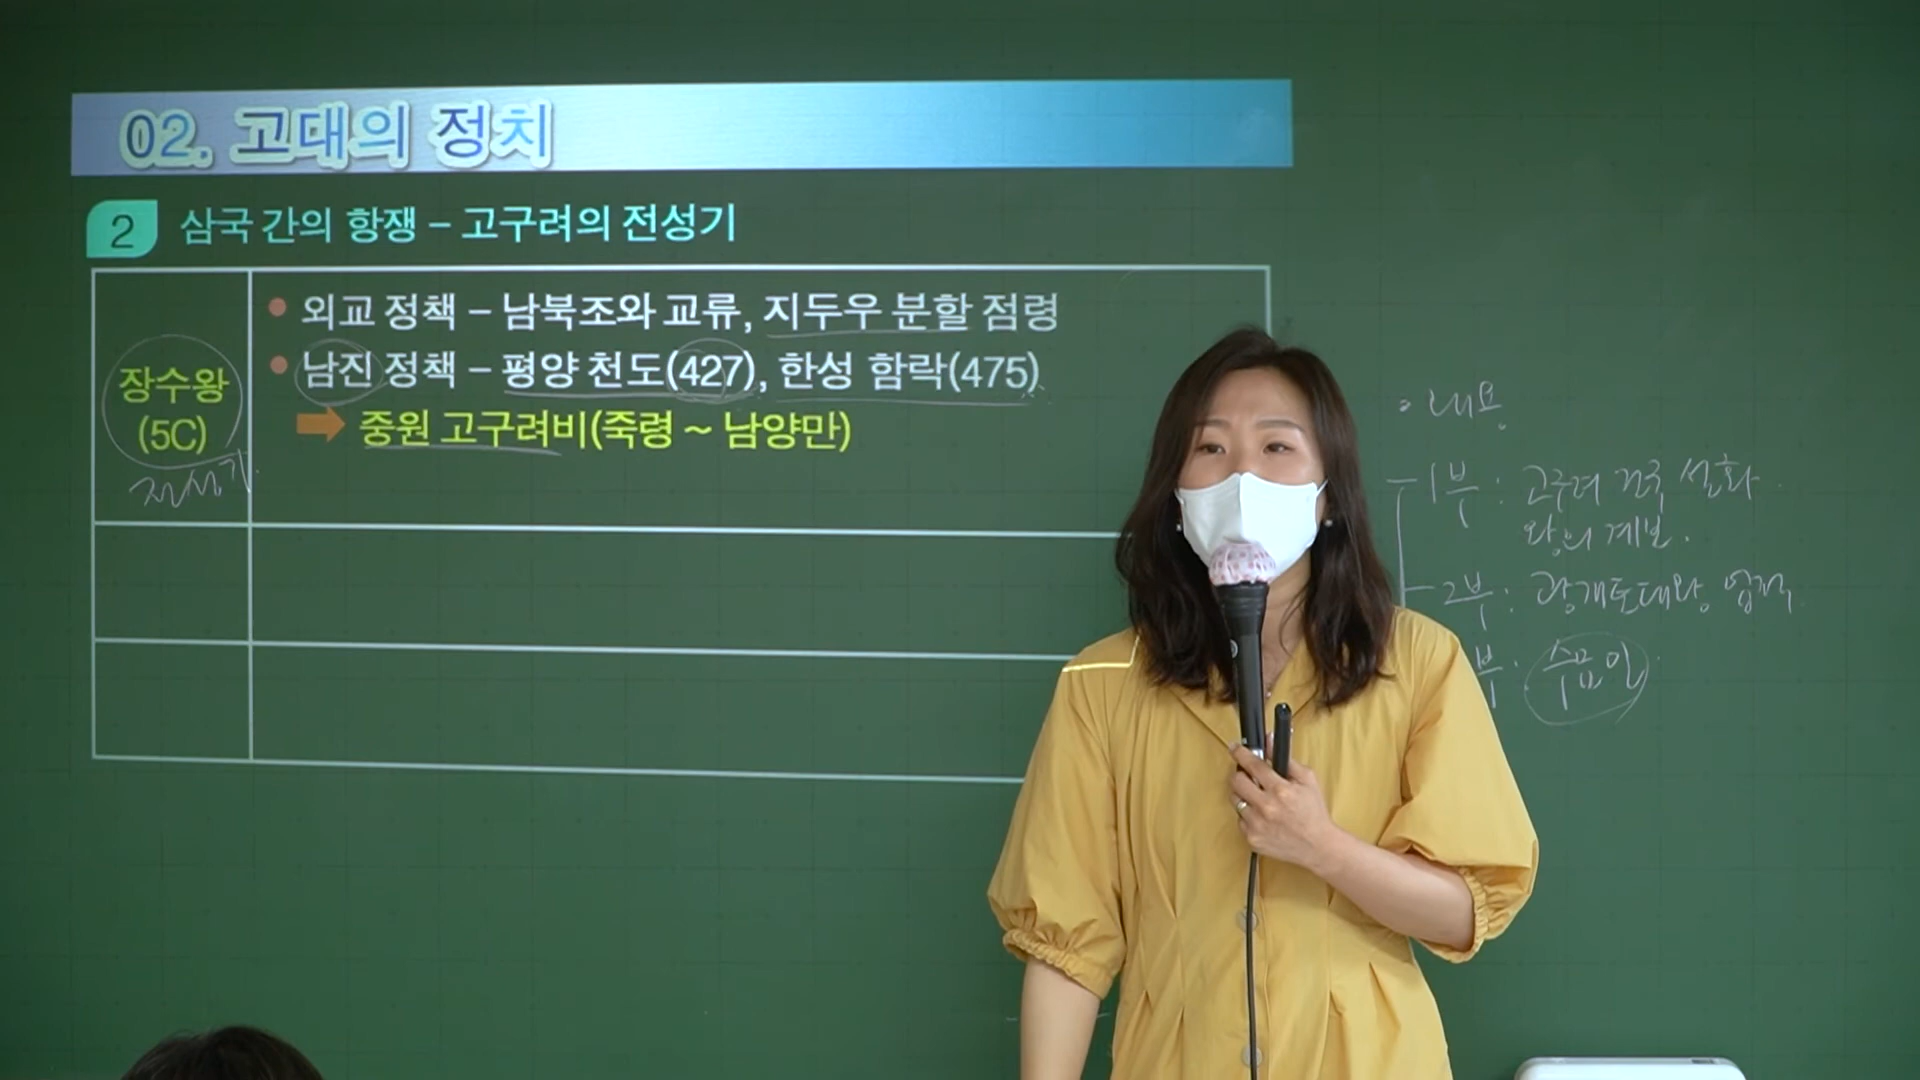 02. 고대의 정치
2 삼국 간의 항쟁 – 고구려의 전성기
장수왕
(5C)
전성기
• 외교 정책 – 남북조와 교류, 지두우 분할 점령
• 남진 정책 – 평양 천도(427), 한성 함락(475)
➡ 중원 고구려비(죽령 ~ 남양만)
• 내용
1부 : 고구려 건국 설화
왕의 계보.
2부 : 광개토대왕 업적
부 : 수묘인